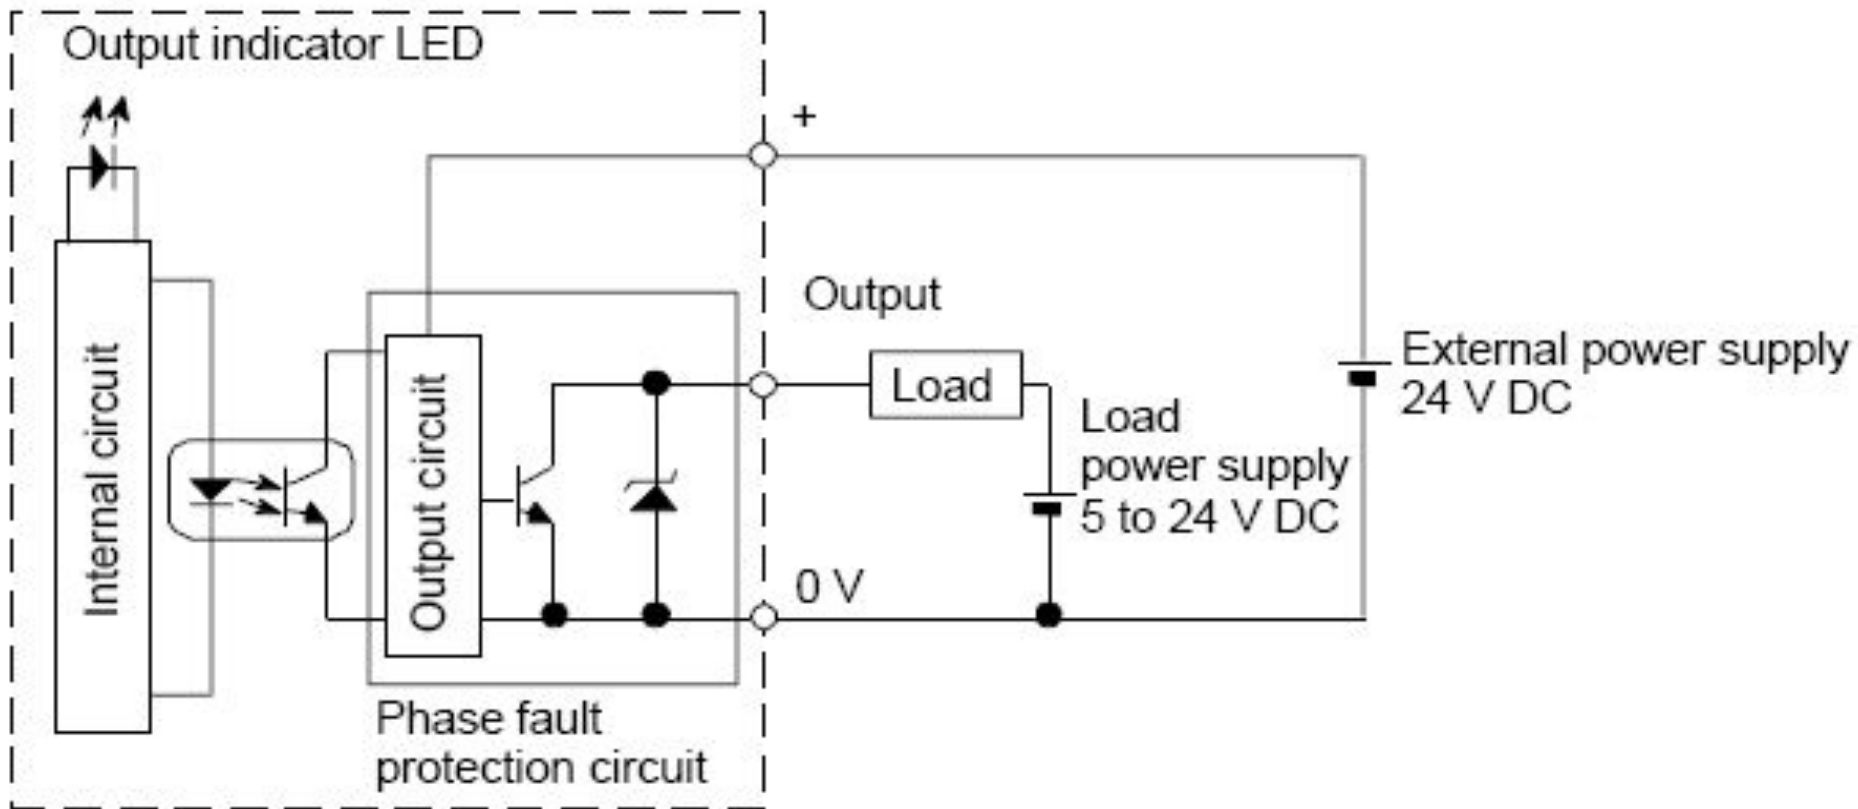 Output indicator LED
+
Output
Internal circuit
Output circuit
Load
External power supply
24 V DC
Load
power supply
5 to 24 V DC
0 V
Phase fault
protection circuit